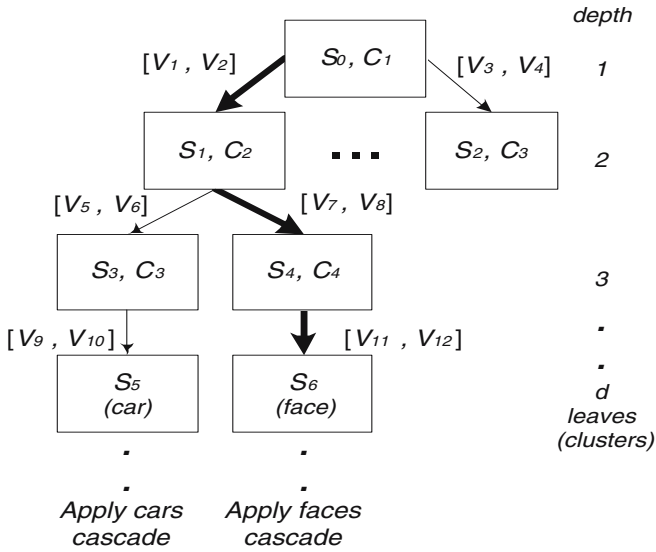 depth
[V1 , V2]
S0, C1
[V3 , V4]
1
S1, C2
...
S2, C3
2
[V5 , V6]
[V7 , V8]
S3, C3
S4, C4
3
.
[V9 , V10]
[V11 , V12]
.
S5
(car)
S6
(face)
d
leaves
(clusters)
.
.
.
.
Apply cars
cascade
Apply faces
cascade